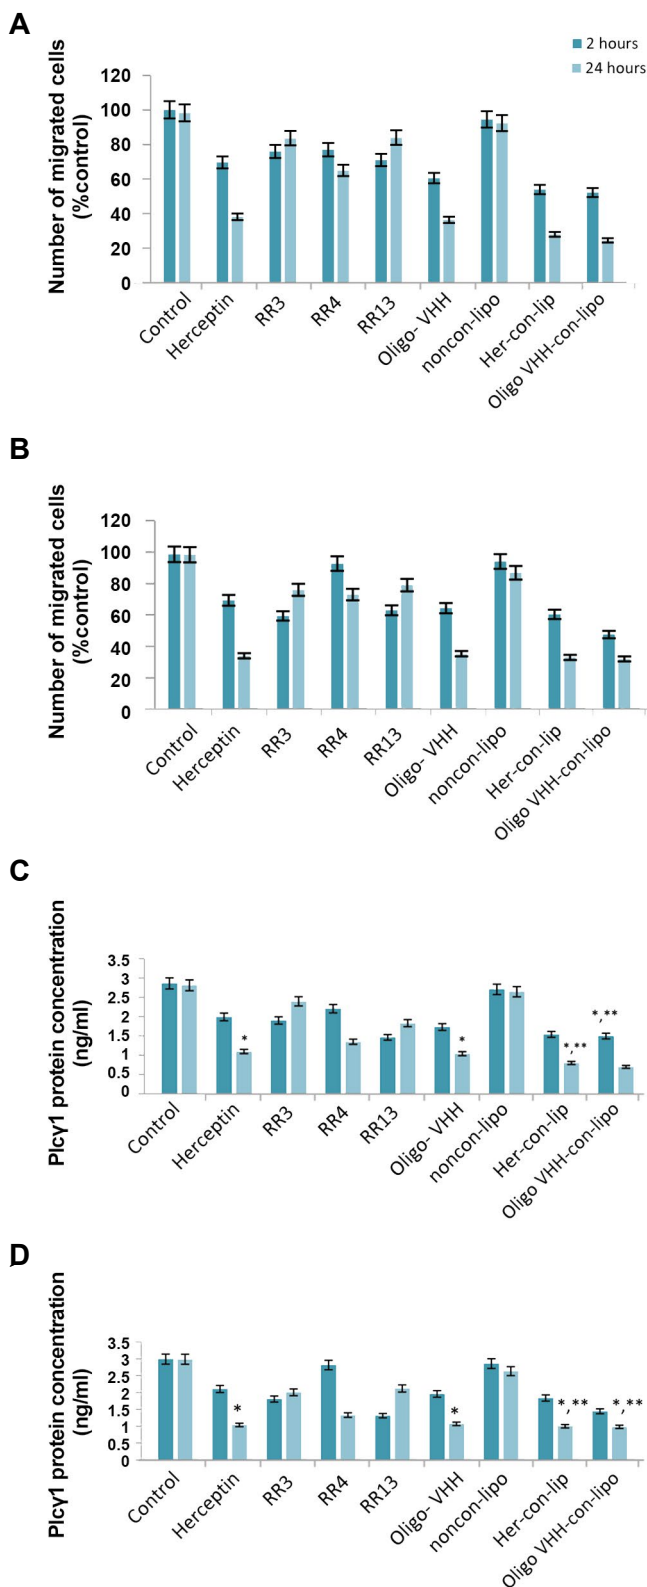 A
2 hours
24 hours
Number of migrated cells
(%control)
120
100
80
60
40
20
0
Control
Herceptin
RR3
RR4
RR13
Oligo- VHH
noncon-lipo
Her-con-lip
Oligo VHH-con-lipo
B
Number of migrated cells
(%control)
120
100
80
60
40
20
0
Control
Herceptin
RR3
RR4
RR13
Oligo- VHH
noncon-lipo
Her-con-lip
Oligo VHH-con-lipo
C
Plcγ1 protein concentration
(ng/ml)
3.5
3
2.5
2
1.5
1
0.5
0
*
*
*,**
*,**
Control
Herceptin
RR3
RR4
RR13
Oligo- VHH
noncon-lipo
Her-con-lip
Oligo VHH-con-lipo
D
Plcγ1 protein concentration
(ng/ml)
3.5
3
2.5
2
1.5
1
0.5
0
*
*
*,**
*,**
Control
Herceptin
RR3
RR4
RR13
Oligo- VHH
noncon-lipo
Her-con-lip
Oligo VHH-con-lipo